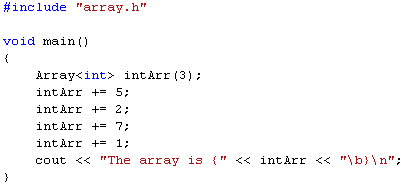 #include "array.h"

void main()
{
    Array<int> intArr(3);
    intArr += 5;
    intArr += 2;
    intArr += 7;
    intArr += 1;
    cout << "The array is {" << intArr << "\b}\n";
}